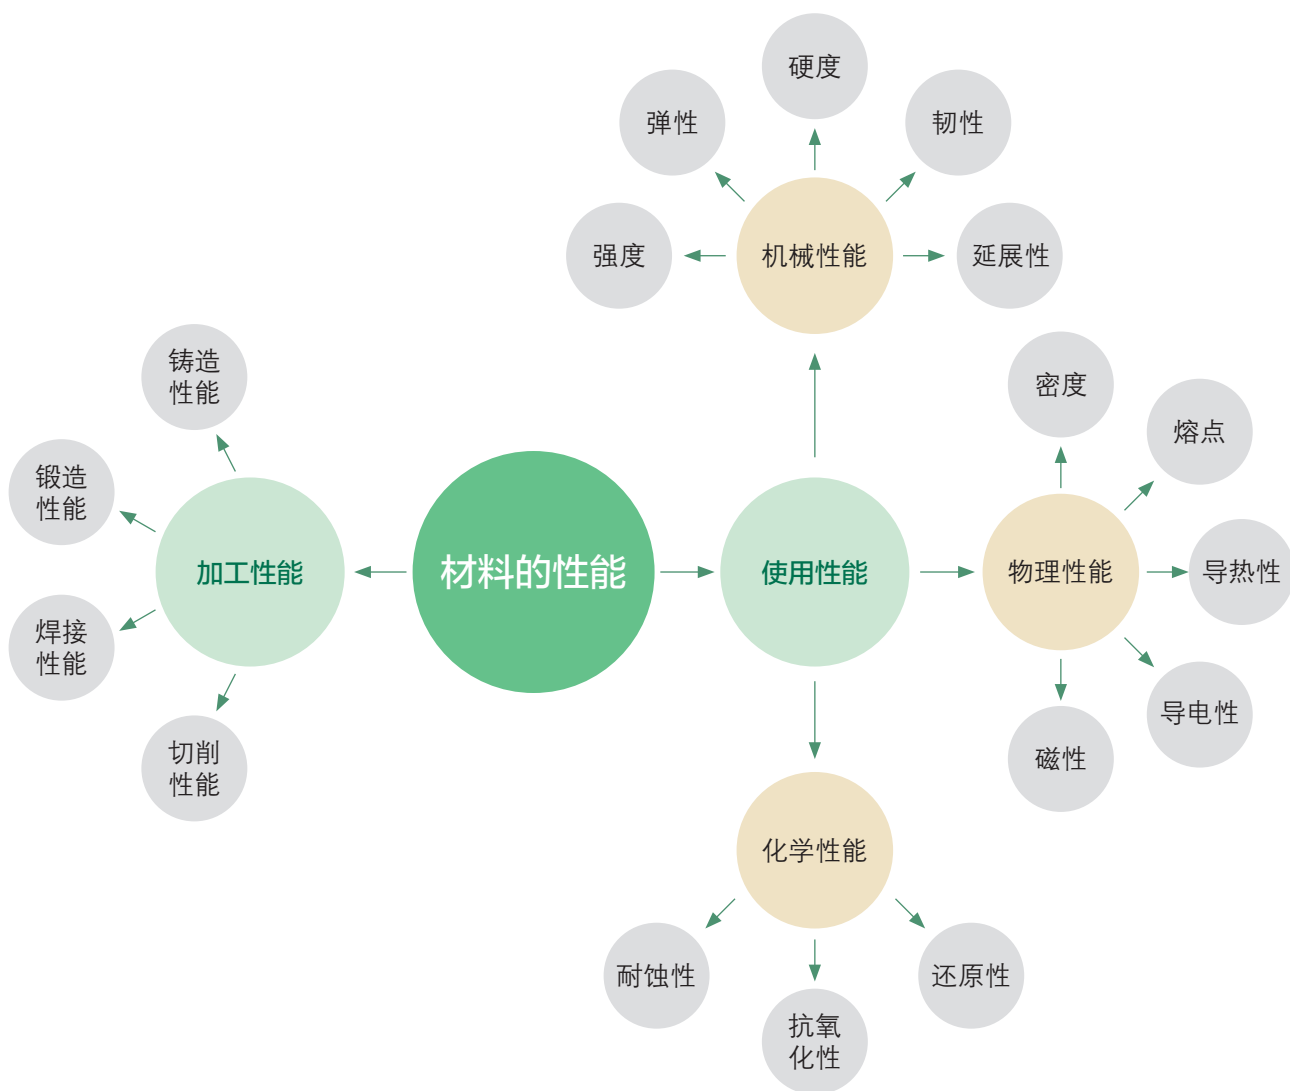 硬度
弹性
韧性
强度
机械性能
延展性
铸造
性能
密度
熔点
锻造
性能
加工性能
材料的性能
使用性能
物理性能
导热性
焊接
性能
导电性
切削
性能
磁性
化学性能
耐蚀性
还原性
抗氧
化性